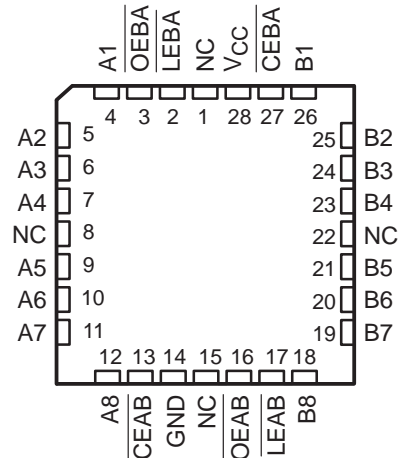 A1 OEBA LEBA NC VCC CEBA B1
4 3 2 1 28 27 26
A2 5 25 B2
A3 6 24 B3
A4 7 23 B4
NC 8 22 NC
A5 9 21 B5
A6 10 20 B6
A7 11 19 B7
12 13 14 15 16 17 18
A8 CEAB GND NC OEAB LEAB B8